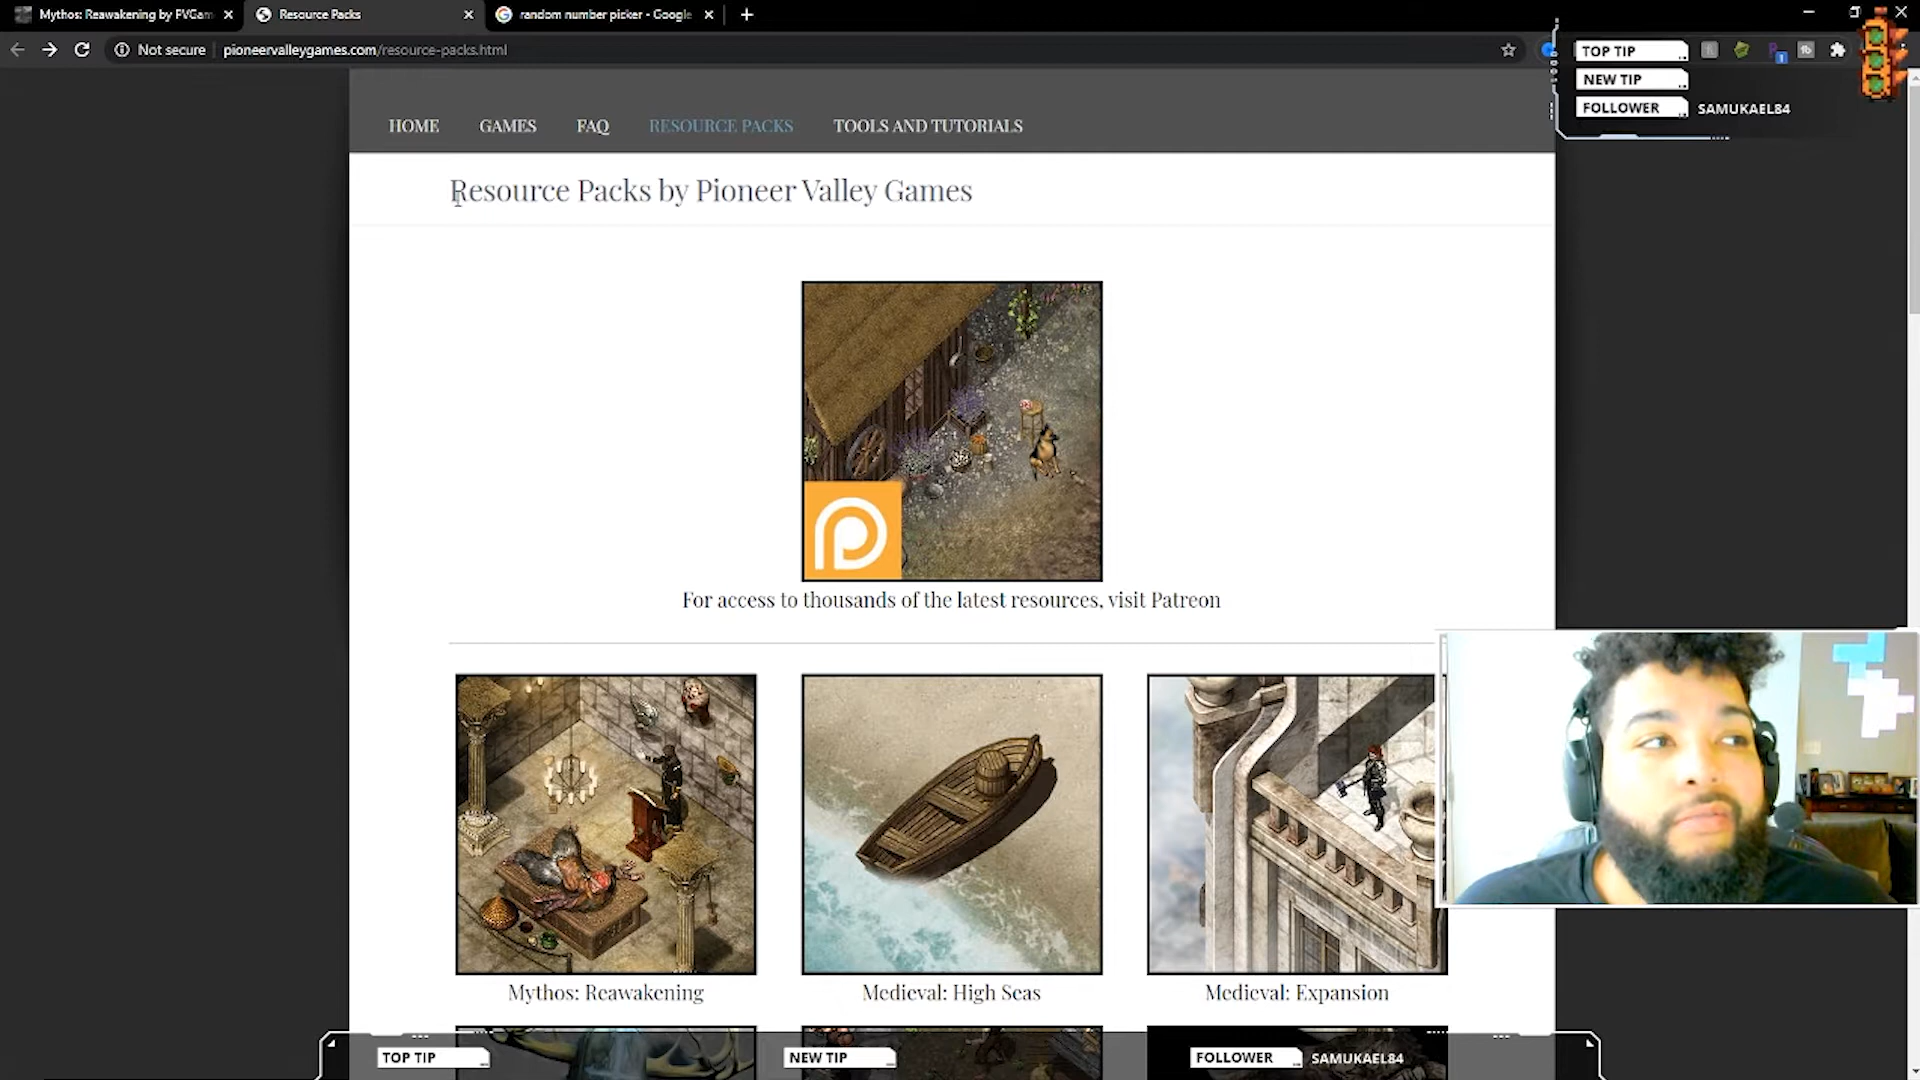 Mythos: Reawakening by PVGam
Resource Packs
random number picker - Google
Not secure
pioneervalleygames.com/resource-packs.html
TOP TIP
NEW TIP
FOLLOWER SAMUKAEL84
HOME GAMES FAQ RESOURCE PACKS TOOLS AND TUTORIALS
Resource Packs by Pioneer Valley Games
For access to thousands of the latest resources, visit Patreon
Mythos: Reawakening
Medieval: High Seas
Medieval: Expansion
TOP TIP
NEW TIP
FOLLOWER SAMUKAEL84